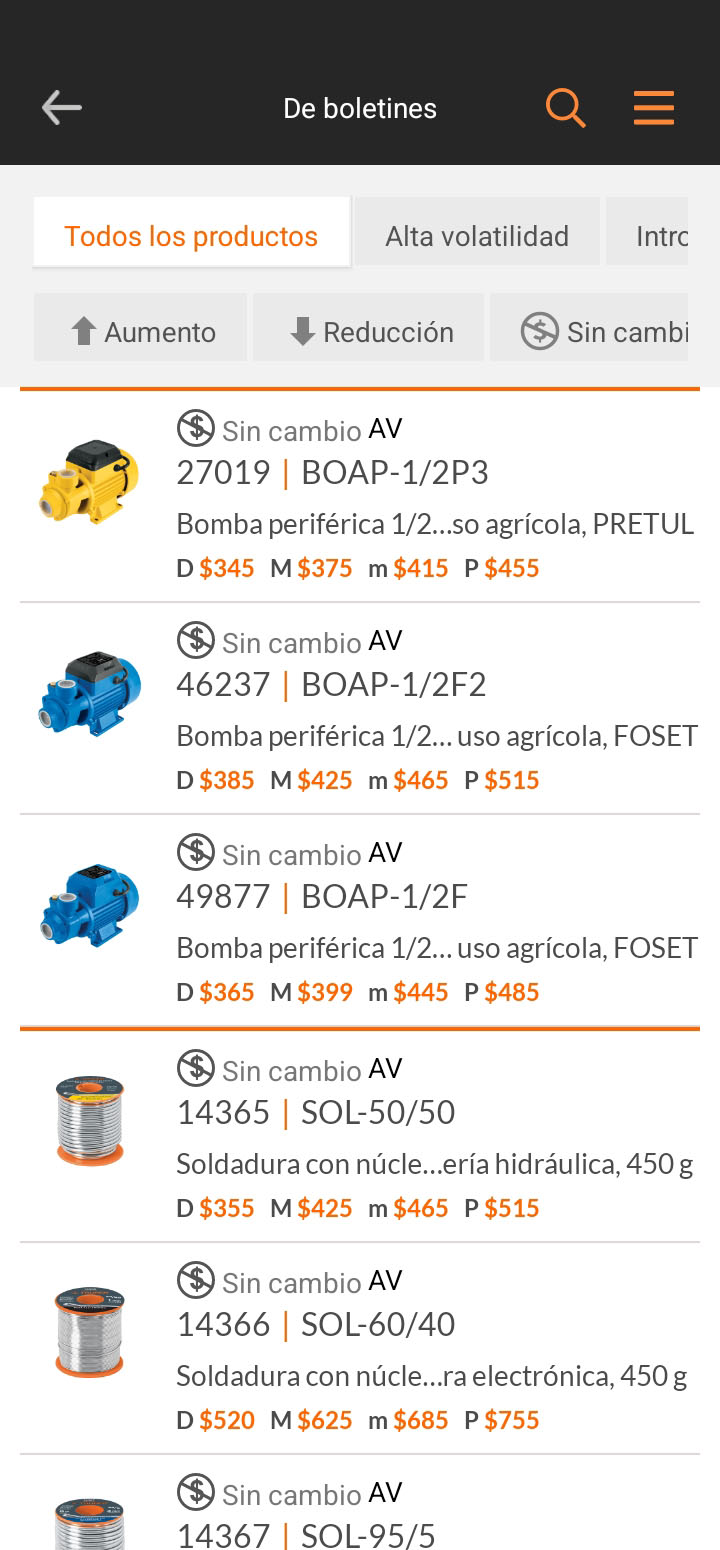 De boletines
Todos los productos
Alta volatilidad
Intro
Aumento
Reducción
Sin cambi
Sin cambio AV
27019 | BOAP-1/2P3
Bomba periférica 1/2...so agrícola, PRETUL
D $345 M $375 m $415 P $455
Sin cambio AV
46237 | BOAP-1/2F2
Bomba periférica 1/2... uso agrícola, FOSET
D $385 M $425 m $465 P $515
Sin cambio AV
49877 | BOAP-1/2F
Bomba periférica 1/2... uso agrícola, FOSET
D $365 M $399 m $445 P $485
Sin cambio AV
14365 | SOL-50/50
Soldadura con núcle...ería hidráulica, 450 g
D $355 M $425 m $465 P $515
Sin cambio AV
14366 | SOL-60/40
Soldadura con núcle...ra electrónica, 450 g
D $520 M $625 m $685 P $755
Sin cambio AV
14367 | SOL-95/5